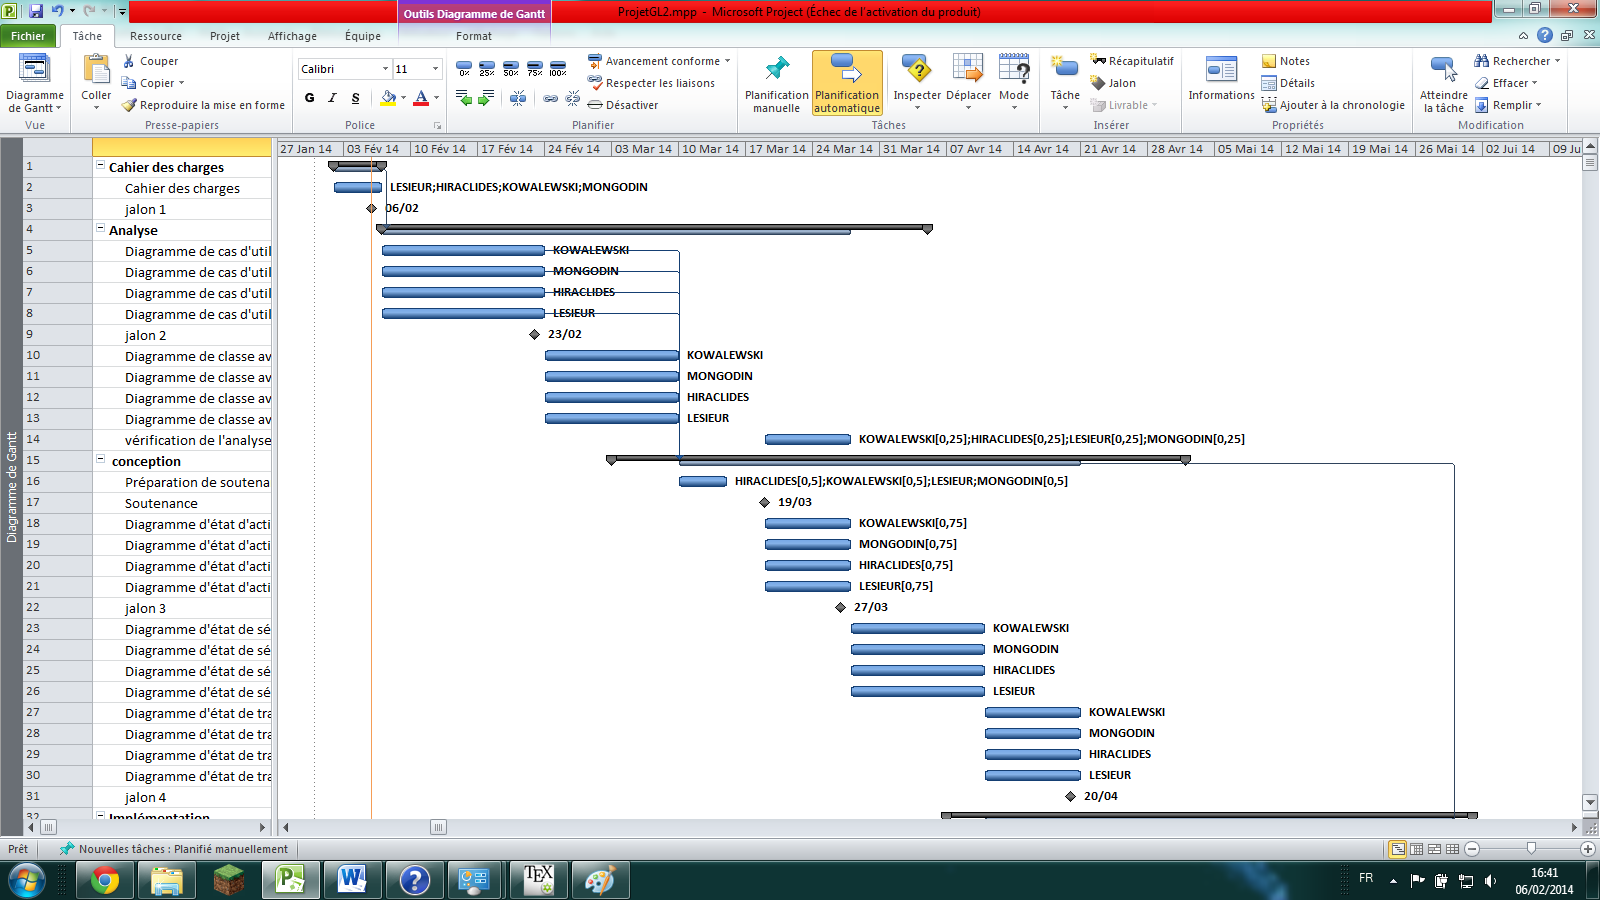 Outils Diagramme de Gantt
ProjetGL2.mpp - Microsoft Project (Échec de l'activation du produit)
Fichier Tâche Ressource Projet Affichage Équipe Format
Diagramme de Gantt
Vue
Coller
Couper
Copier
Reproduire la mise en forme
Presse-papiers
Calibri 11
G I S A
Police
0% 25% 50% 75% 100%
Avancement conforme
Respecter les liaisons
Désactiver
Planifier
Planification manuelle
Planification automatique
Inspecter Déplacer Mode
Tâches
Tâche
Récapitulatif
Jalon
Livrable
Insérer
Informations
Notes
Détails
Ajouter à la chronologie
Propriétés
Atteindre la tâche
Rechercher
Effacer
Remplir
Modification
27 Jan 14 03 Fév 14 10 Fév 14 17 Fév 14 24 Fév 14 03 Mar 14 10 Mar 14 17 Mar 14 24 Mar 14 31 Mar 14 07 Avr 14 14 Avr 14 21 Avr 14 28 Avr 14 05 Mai 14 12 Mai 14 19 Mai 14 26 Mai 14 02 Jui 14 09 Ju
Diagramme de Gantt
1 Cahier des charges
2 Cahier des charges LESIEUR;HIRACLIDES;KOWALEWSKI;MONGODIN
3 jalon 1 06/02
4 Analyse
5 Diagramme de cas d'util KOWALEWSKI
6 Diagramme de cas d'util MONGODIN
7 Diagramme de cas d'util HIRACLIDES
8 Diagramme de cas d'util LESIEUR
9 jalon 2 23/02
10 Diagramme de classe av KOWALEWSKI
11 Diagramme de classe av MONGODIN
12 Diagramme de classe av HIRACLIDES
13 Diagramme de classe av LESIEUR
14 vérification de l'analyse KOWALEWSKI[0,25];HIRACLIDES[0,25];LESIEUR[0,25];MONGODIN[0,25]
15 conception
16 Préparation de soutena HIRACLIDES[0,5];KOWALEWSKI[0,5];LESIEUR;MONGODIN[0,5]
17 Soutenance 19/03
18 Diagramme d'état d'acti KOWALEWSKI[0,75]
19 Diagramme d'état d'acti MONGODIN[0,75]
20 Diagramme d'état d'acti HIRACLIDES[0,75]
21 Diagramme d'état d'acti LESIEUR[0,75]
22 jalon 3 27/03
23 Diagramme d'état de sé KOWALEWSKI
24 Diagramme d'état de sé MONGODIN
25 Diagramme d'état de sé HIRACLIDES
26 Diagramme d'état de sé LESIEUR
27 Diagramme d'état de tra KOWALEWSKI
28 Diagramme d'état de tra MONGODIN
29 Diagramme d'état de tra HIRACLIDES
30 Diagramme d'état de tra LESIEUR
31 jalon 4 20/04
32 Implémentation
Prêt Nouvelles tâches : Planifié manuellement
TEX
FR 16:41
06/02/2014